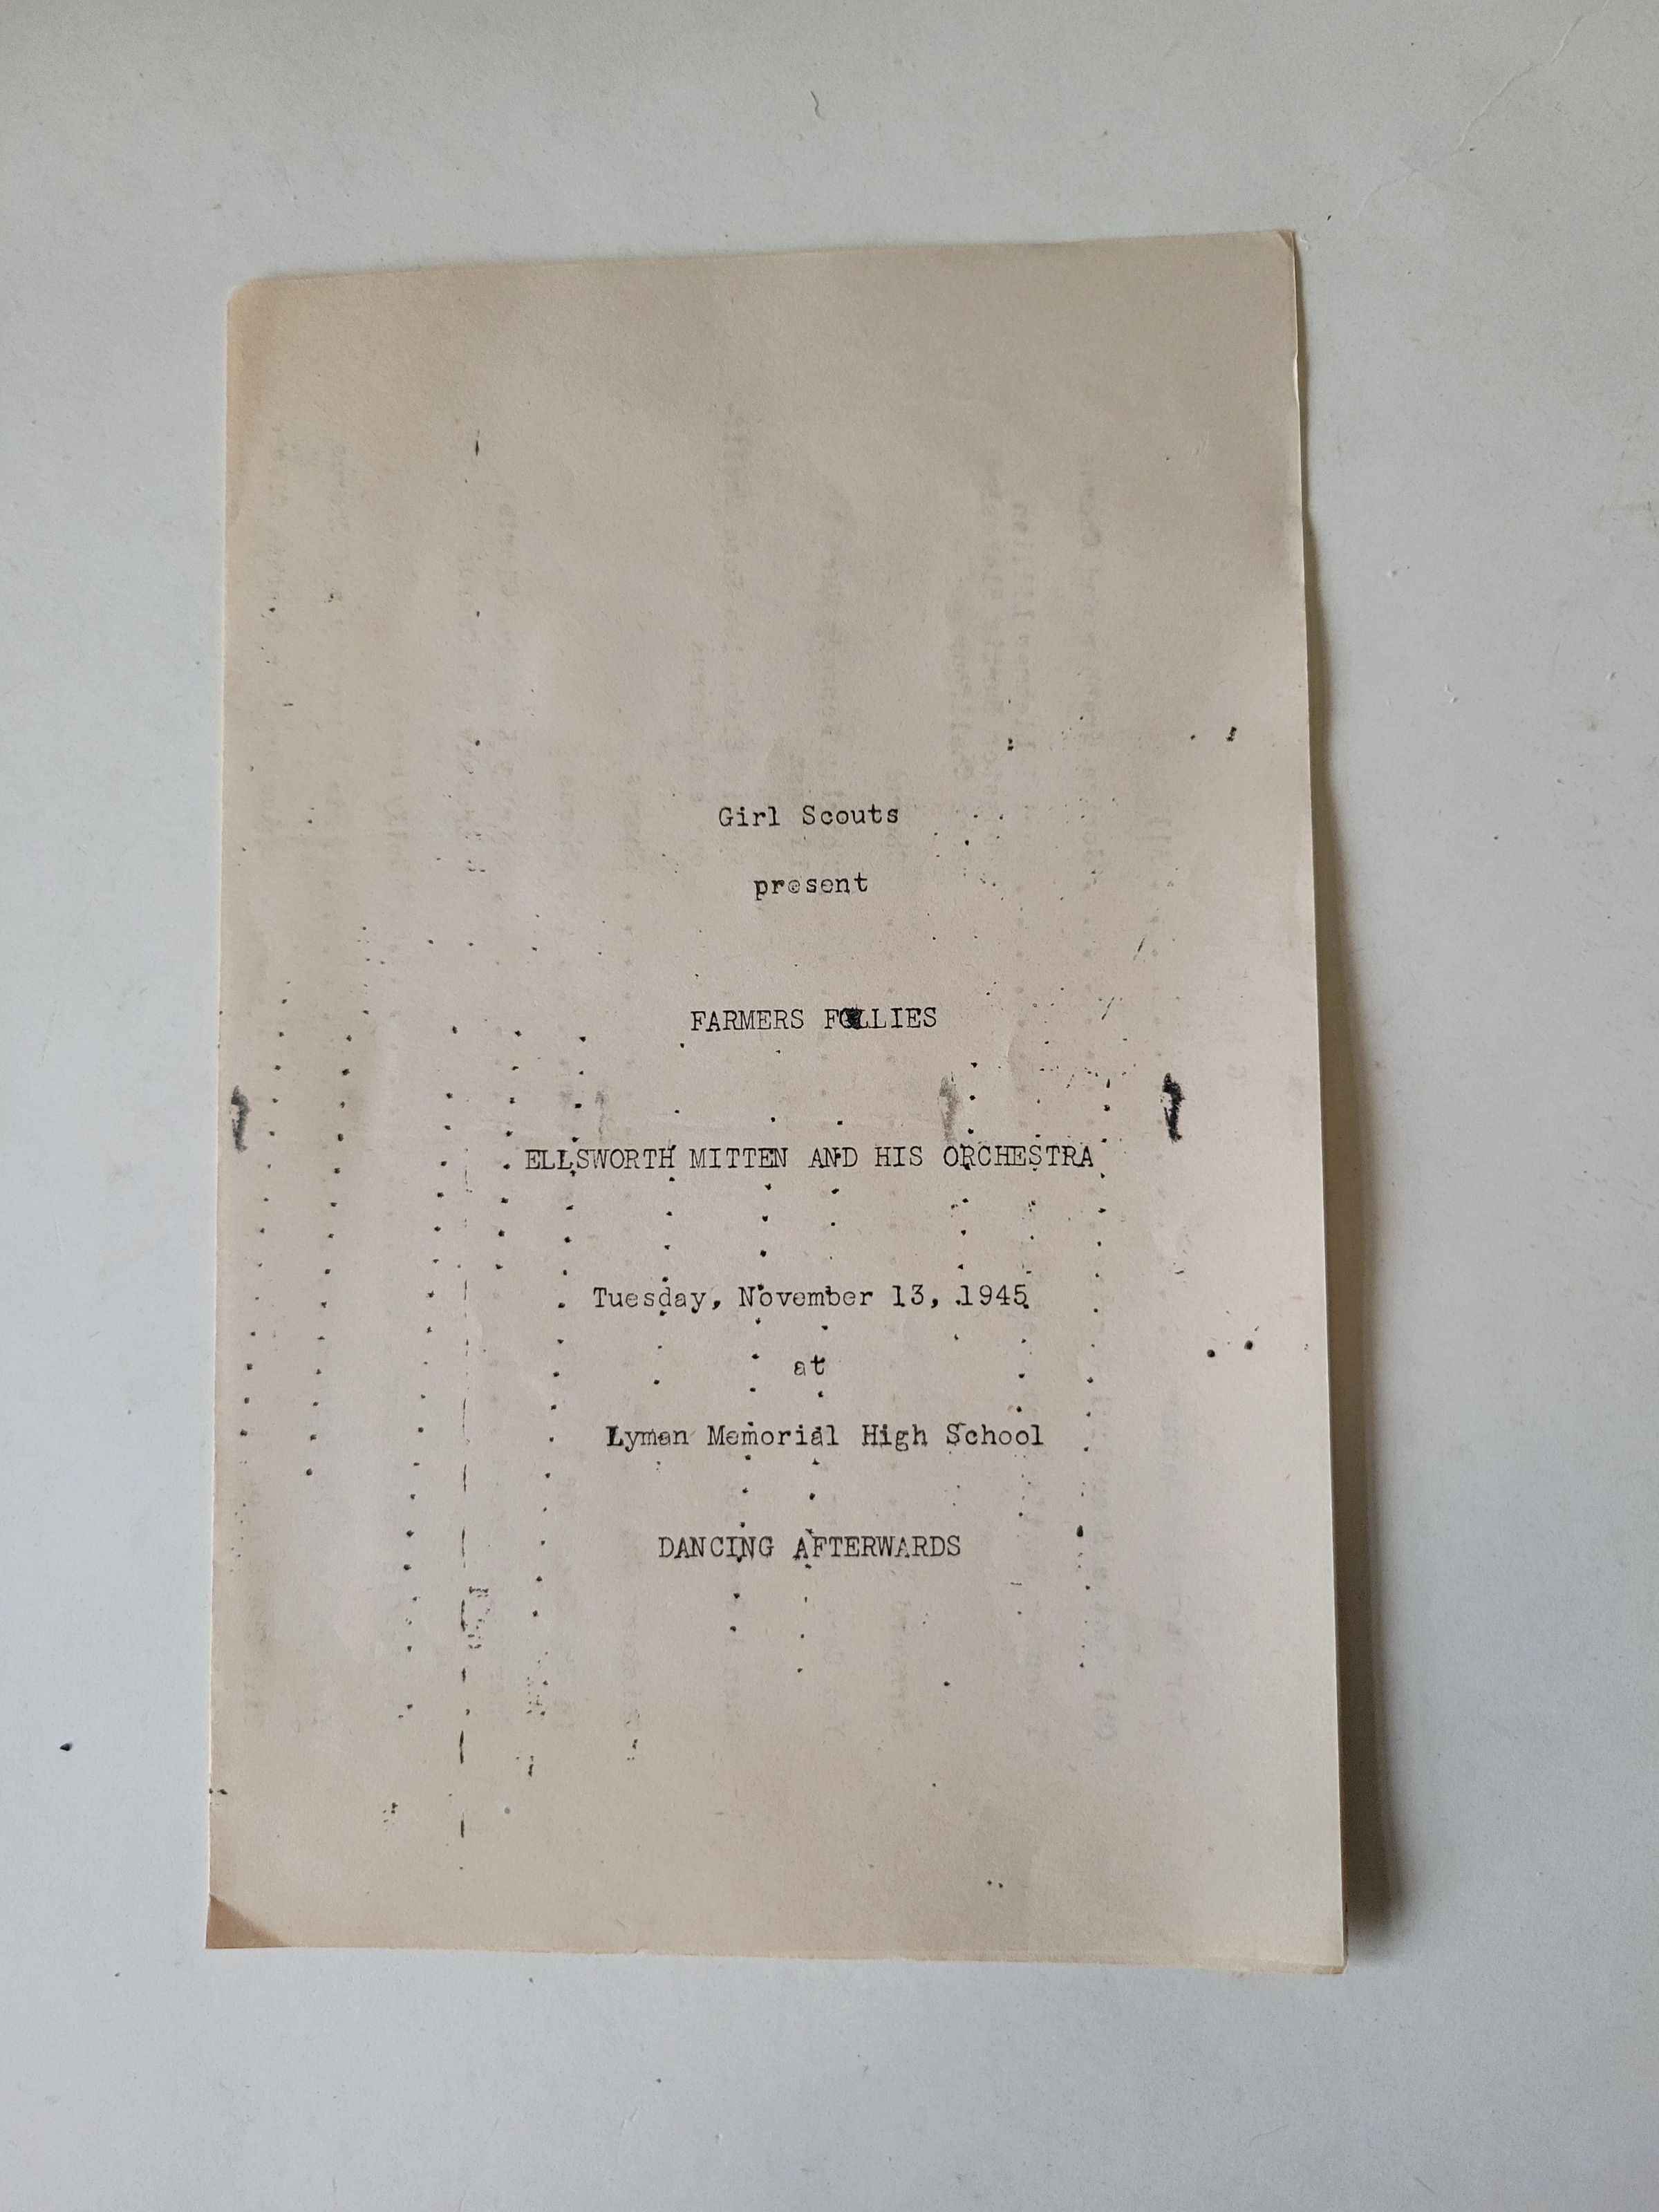 Girl Scouts
present
FARMERS FOLLIES
ELLSWORTH MITTEN AND HIS ORCHESTRA
Tuesday, November 13, 1945
at
Lyman Memorial High School
DANCING AFTERWARDS